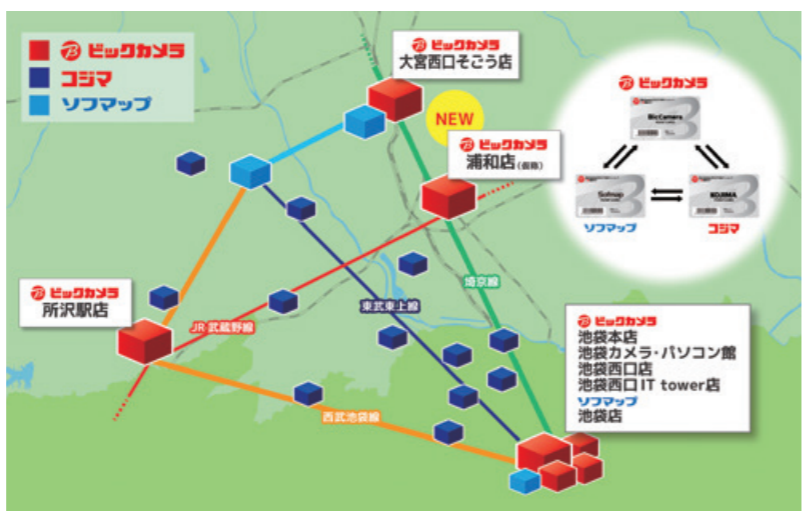 ビックカメラ
コジマ
ソフマップ
ビックカメラ
大宮西口そごう店
NEW
ビックカメラ
浦和店(仮称)
ビックカメラ
BicCamera
Sofmap
KOJIMA
ソフマップ
コジマ
ビックカメラ
所沢駅店
JR 武蔵野線
東武東上線
埼京線
西武池袋線
ビックカメラ
池袋本店
池袋カメラ・パソコン館
池袋西口店
池袋西口IT tower店
ソフマップ
池袋店